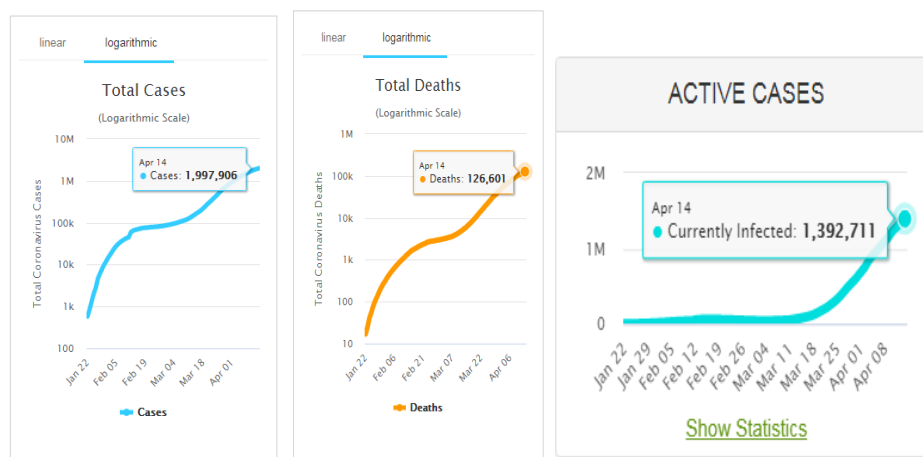 linear logarithmic
Total Cases
(Logarithmic Scale)
Total Coronavirus Cases
10M
1M
100k
10k
1k
100
Apr 14
Cases: 1,997,906
Jan 22 Feb 05 Feb 19 Mar 04 Mar 18 Apr 01
Cases
linear logarithmic
Total Deaths
(Logarithmic Scale)
Total Coronavirus Deaths
1M
100k
10k
1k
100
10
Apr 14
Deaths: 126,601
Jan 22 Feb 06 Feb 21 Mar 07 Mar 22 Apr 06
Deaths
ACTIVE CASES
2M
1M
0
Apr 14
Currently Infected: 1,392,711
Jan 22 Jan 29 Feb 05 Feb 12 Feb 19 Feb 26 Mar 04 Mar 11 Mar 18 Mar 25 Apr 01 Apr 08
Show Statistics